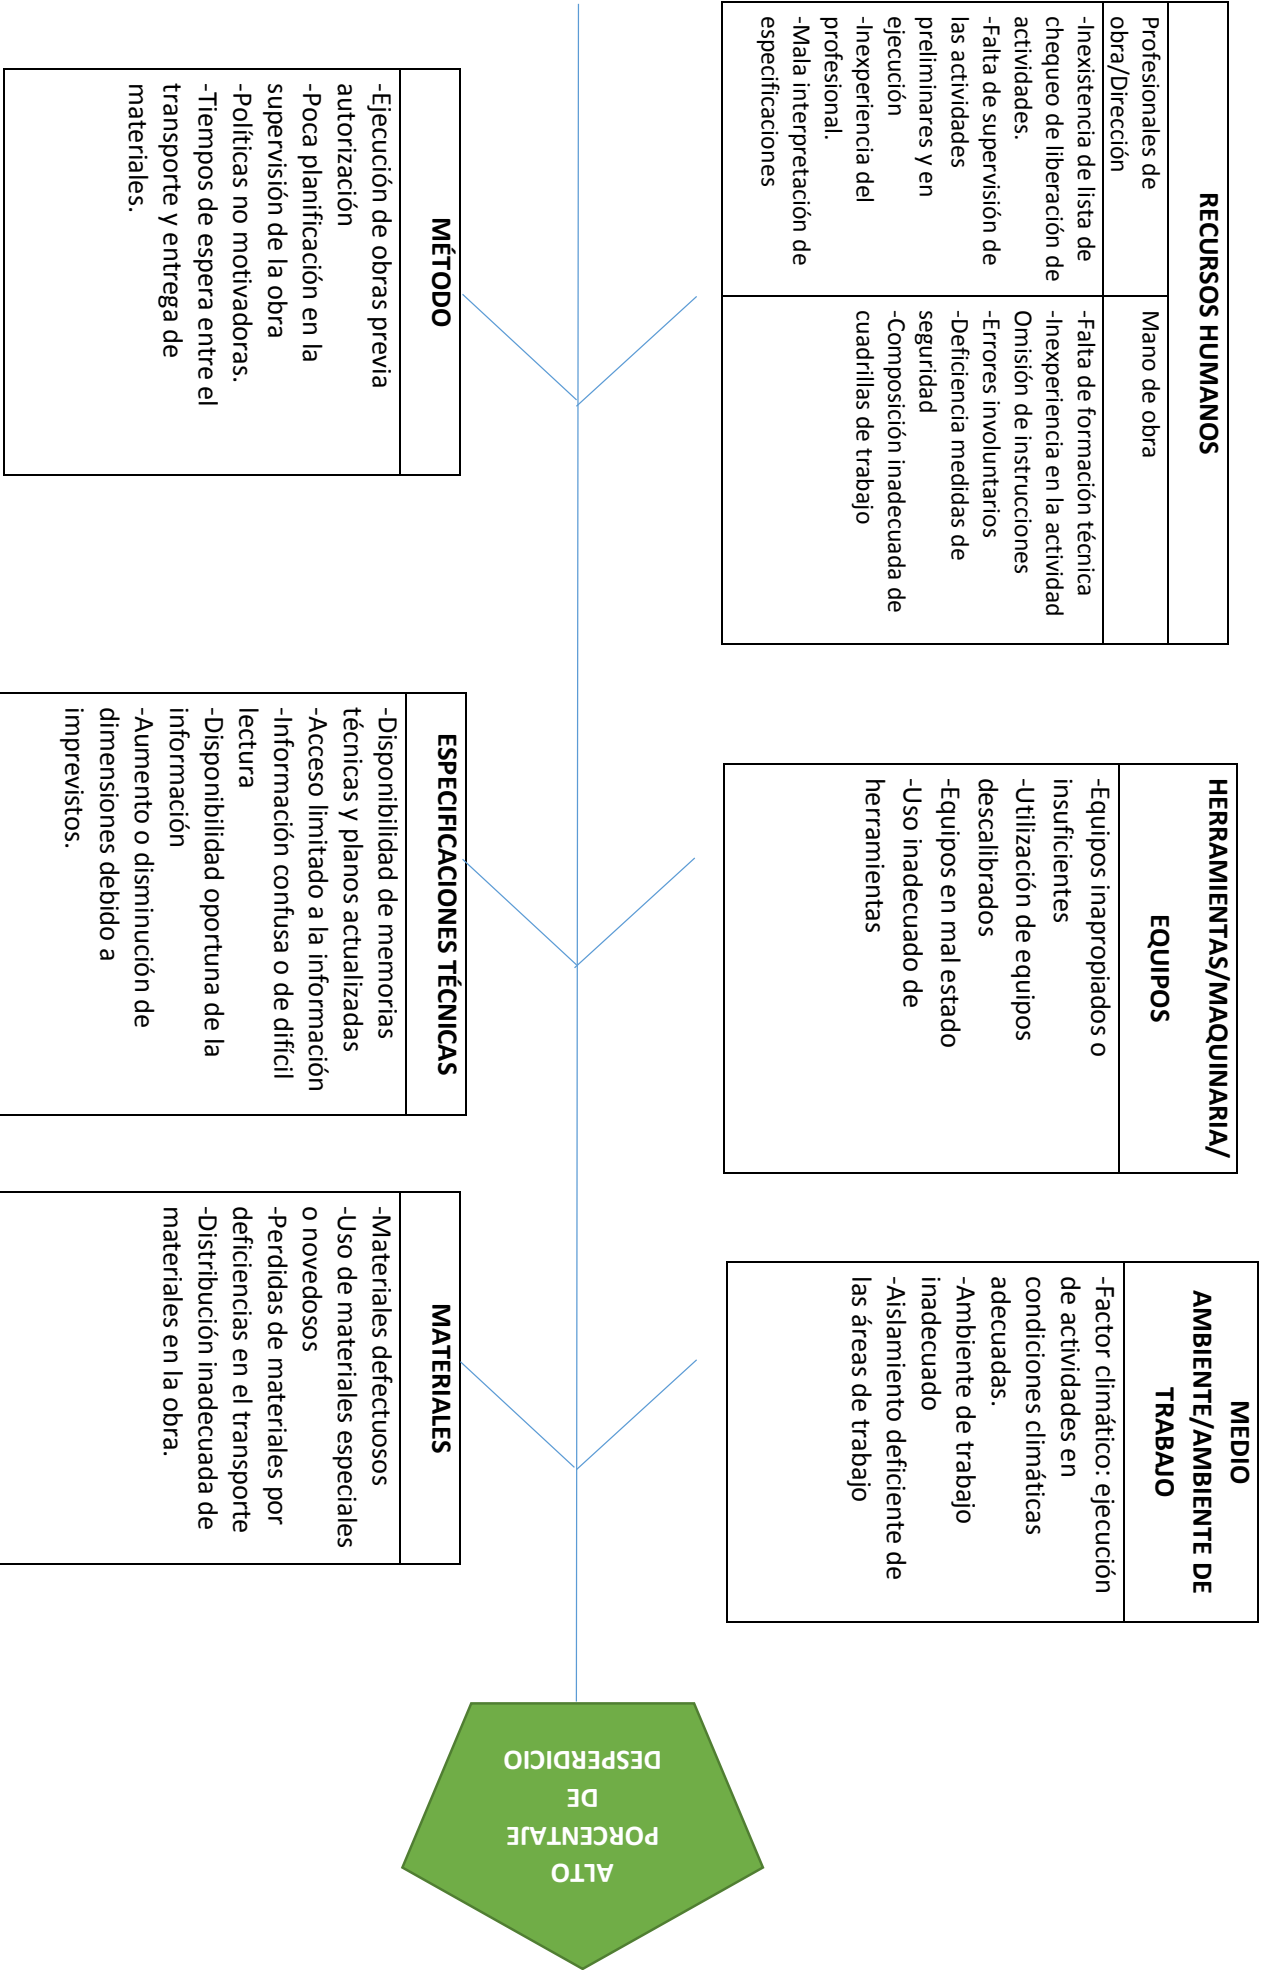 RECURSOS HUMANOS
Profesionales de
obra/Dirección
Mano de obra
-Inexistencia de lista de
chequeo de liberación de
actividades.
-Falta de supervisión de
las actividades
preliminares y en
ejecución
-Inexperiencia del
profesional.
-Mala interpretación de
especificaciones
-Falta de formación técnica
-Inexperiencia en la actividad
Omisión de instrucciones
-Errores involuntarios
-Deficiencia medidas de
seguridad
-Composición inadecuada de
cuadrillas de trabajo
HERRAMIENTAS/MAQUINARIA/
EQUIPOS
-Equipos inapropiados o
insuficientes
-Utilización de equipos
descalibrados
-Equipos en mal estado
-Uso inadecuado de
herramientas
MEDIO
AMBIENTE/AMBIENTE DE
TRABAJO
-Factor climático: ejecución
de actividades en
condiciones climáticas
adecuadas.
-Ambiente de trabajo
inadecuado
-Aislamiento deficiente de
las áreas de trabajo
MÉTODO
-Ejecución de obras previa
autorización
-Poca planificación en la
supervisión de la obra
-Políticas no motivadoras.
-Tiempos de espera entre el
transporte y entrega de
materiales.
ESPECIFICACIONES TÉCNICAS
-Disponibilidad de memorias
técnicas y planos actualizadas
-Acceso limitado a la información
-Información confusa o de difícil
lectura
-Disponibilidad oportuna de la
información
-Aumento o disminución de
dimensiones debido a
imprevistos.
MATERIALES
-Materiales defectuosos
-Uso de materiales especiales
o novedosos
-Perdidas de materiales por
deficiencias en el transporte
-Distribución inadecuada de
materiales en la obra.
ALTO
PORCENTAJE
DE
DESPERDICIO